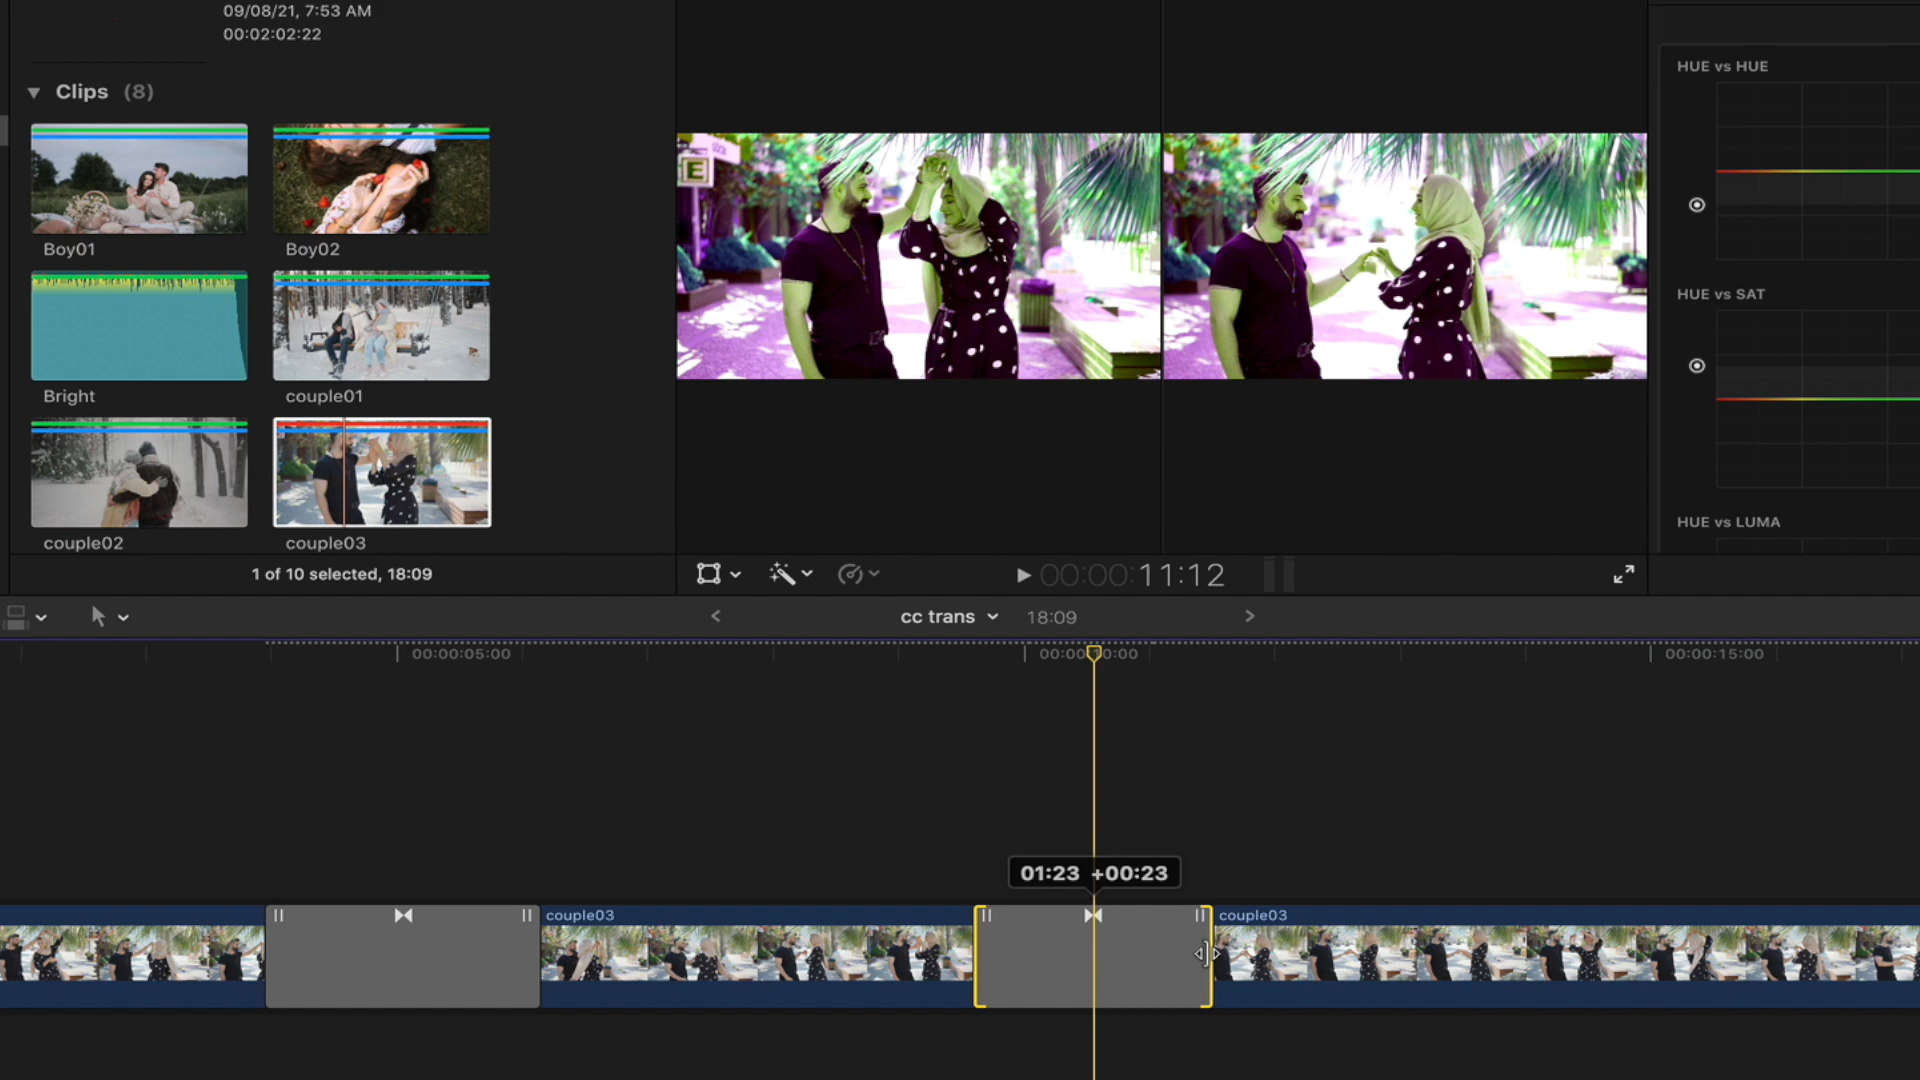 09/08/21, 7:53 AM
00:02:02:22
Clips (8)
Boy01
Boy02
Bright
couple01
couple02
couple03
1 of 10 selected, 18:09
E
00:00:11:12
HUE vs HUE
HUE vs SAT
HUE vs LUMA
cc trans
18:09
00:00:05:00
00:00:10:00
00:00:15:00
01:23 +00:23
couple03
couple03